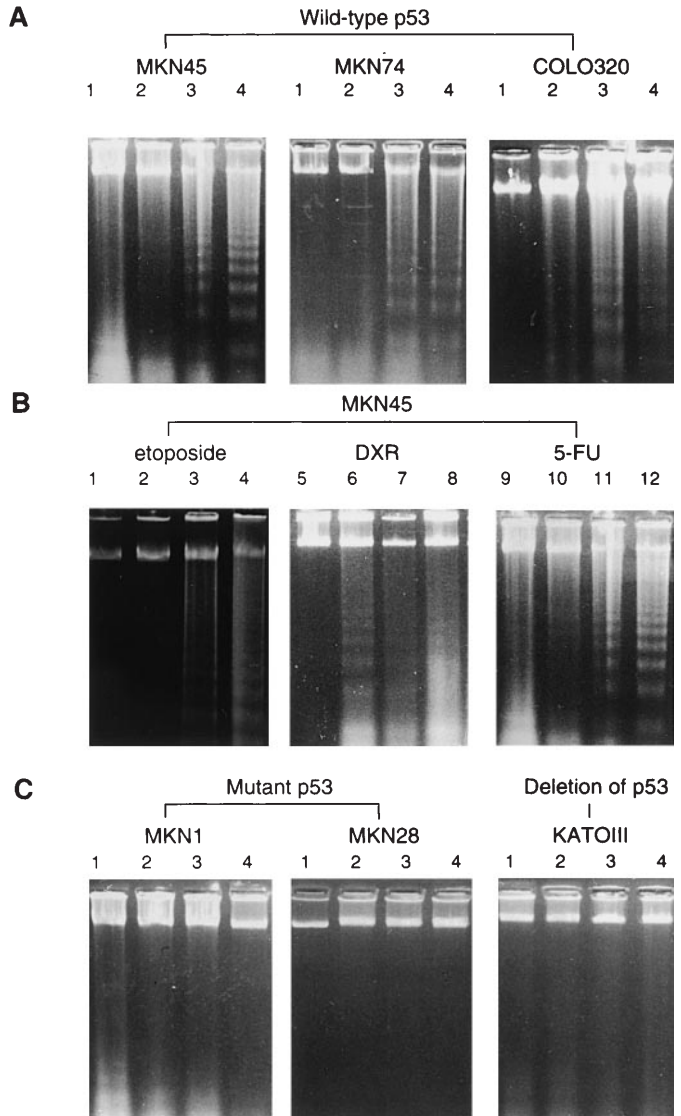 A
Wild-type p53
MKN45 MKN74 COLO320
1 2 3 4 1 2 3 4 1 2 3 4
B
MKN45
etoposide DXR 5-FU
1 2 3 4 5 6 7 8 9 10 11 12
C
Mutant p53 Deletion of p53
MKN1 MKN28 KATOIII
1 2 3 4 1 2 3 4 1 2 3 4